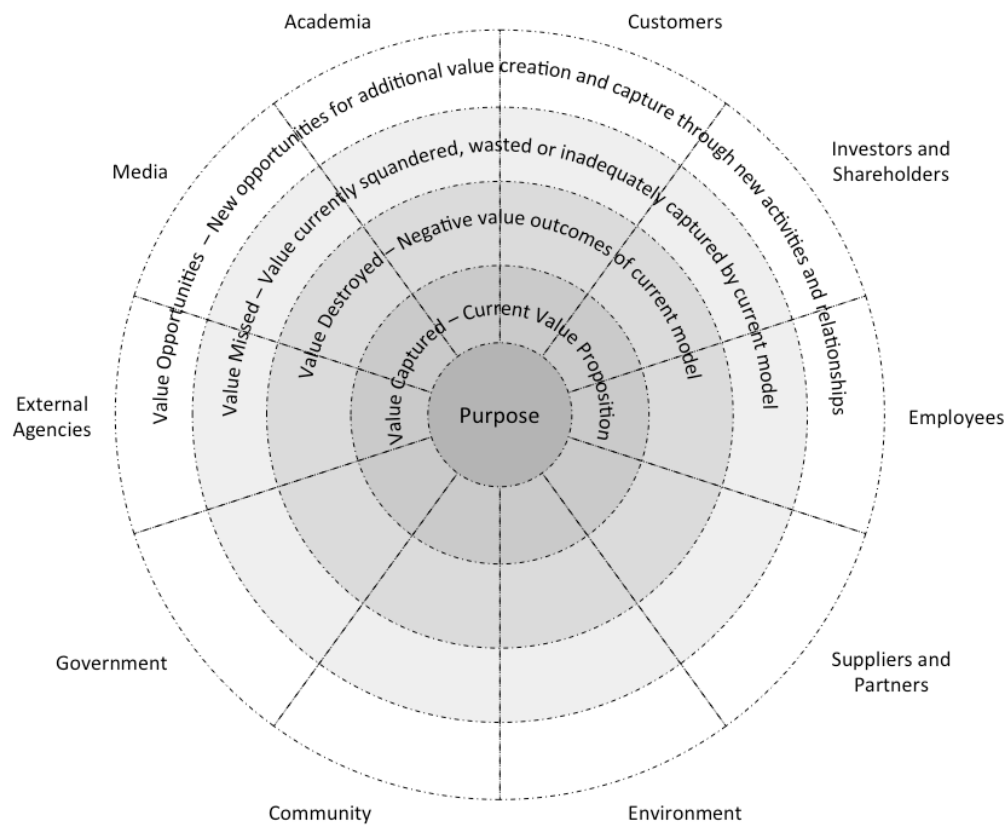 Academia
Customers
Media
Investors and
Shareholders
Value Opportunities – New opportunities for additional value creation and capture through new activities and relationships
Value Missed – Value currently squandered, wasted or inadequately captured by current model
Value Destroyed – Negative value outcomes of current model
Value Captured – Current Value Proposition
Purpose
External
Agencies
Employees
Government
Suppliers and
Partners
Community
Environment